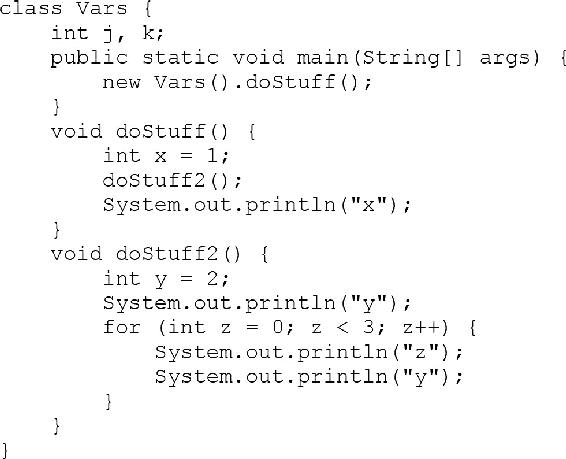 class Vars {
    int j, k;
    public static void main(String[] args) {
        new Vars().doStuff();
    }
    void doStuff() {
        int x = 1;
        doStuff2();
        System.out.println("x");
    }
    void doStuff2() {
        int y = 2;
        System.out.println("y");
        for (int z = 0; z < 3; z++) {
            System.out.println("z");
            System.out.println("y");
        }
    }
}